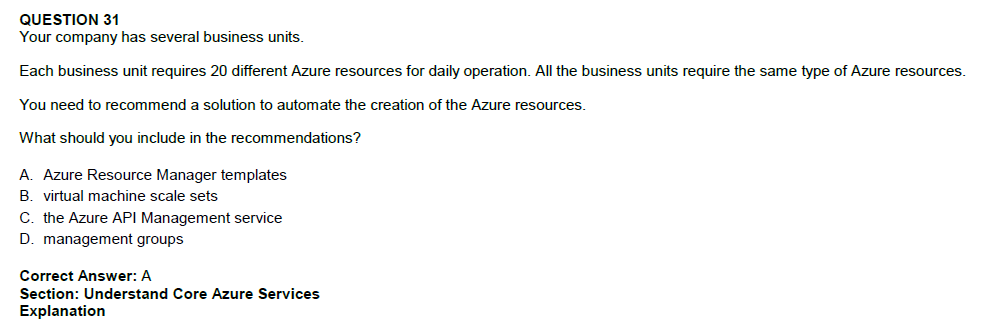 QUESTION 31
Your company has several business units.
Each business unit requires 20 different Azure resources for daily operation. All the business units require the same type of Azure resources.
You need to recommend a solution to automate the creation of the Azure resources.
What should you include in the recommendations?
A. Azure Resource Manager templates
B. virtual machine scale sets
C. the Azure API Management service
D. management groups
Correct Answer: A
Section: Understand Core Azure Services
Explanation